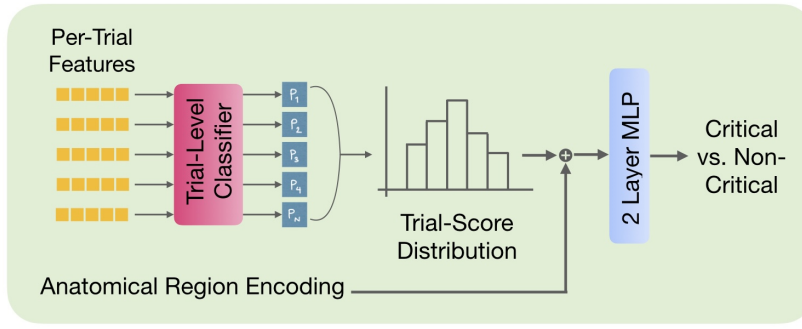 Per-Trial
Features
Trial-Level
Classifier
P1
P2
P3
P4
PN
Trial-Score
Distribution
2 Layer MLP
Critical
vs. Non-
Critical
Anatomical Region Encoding